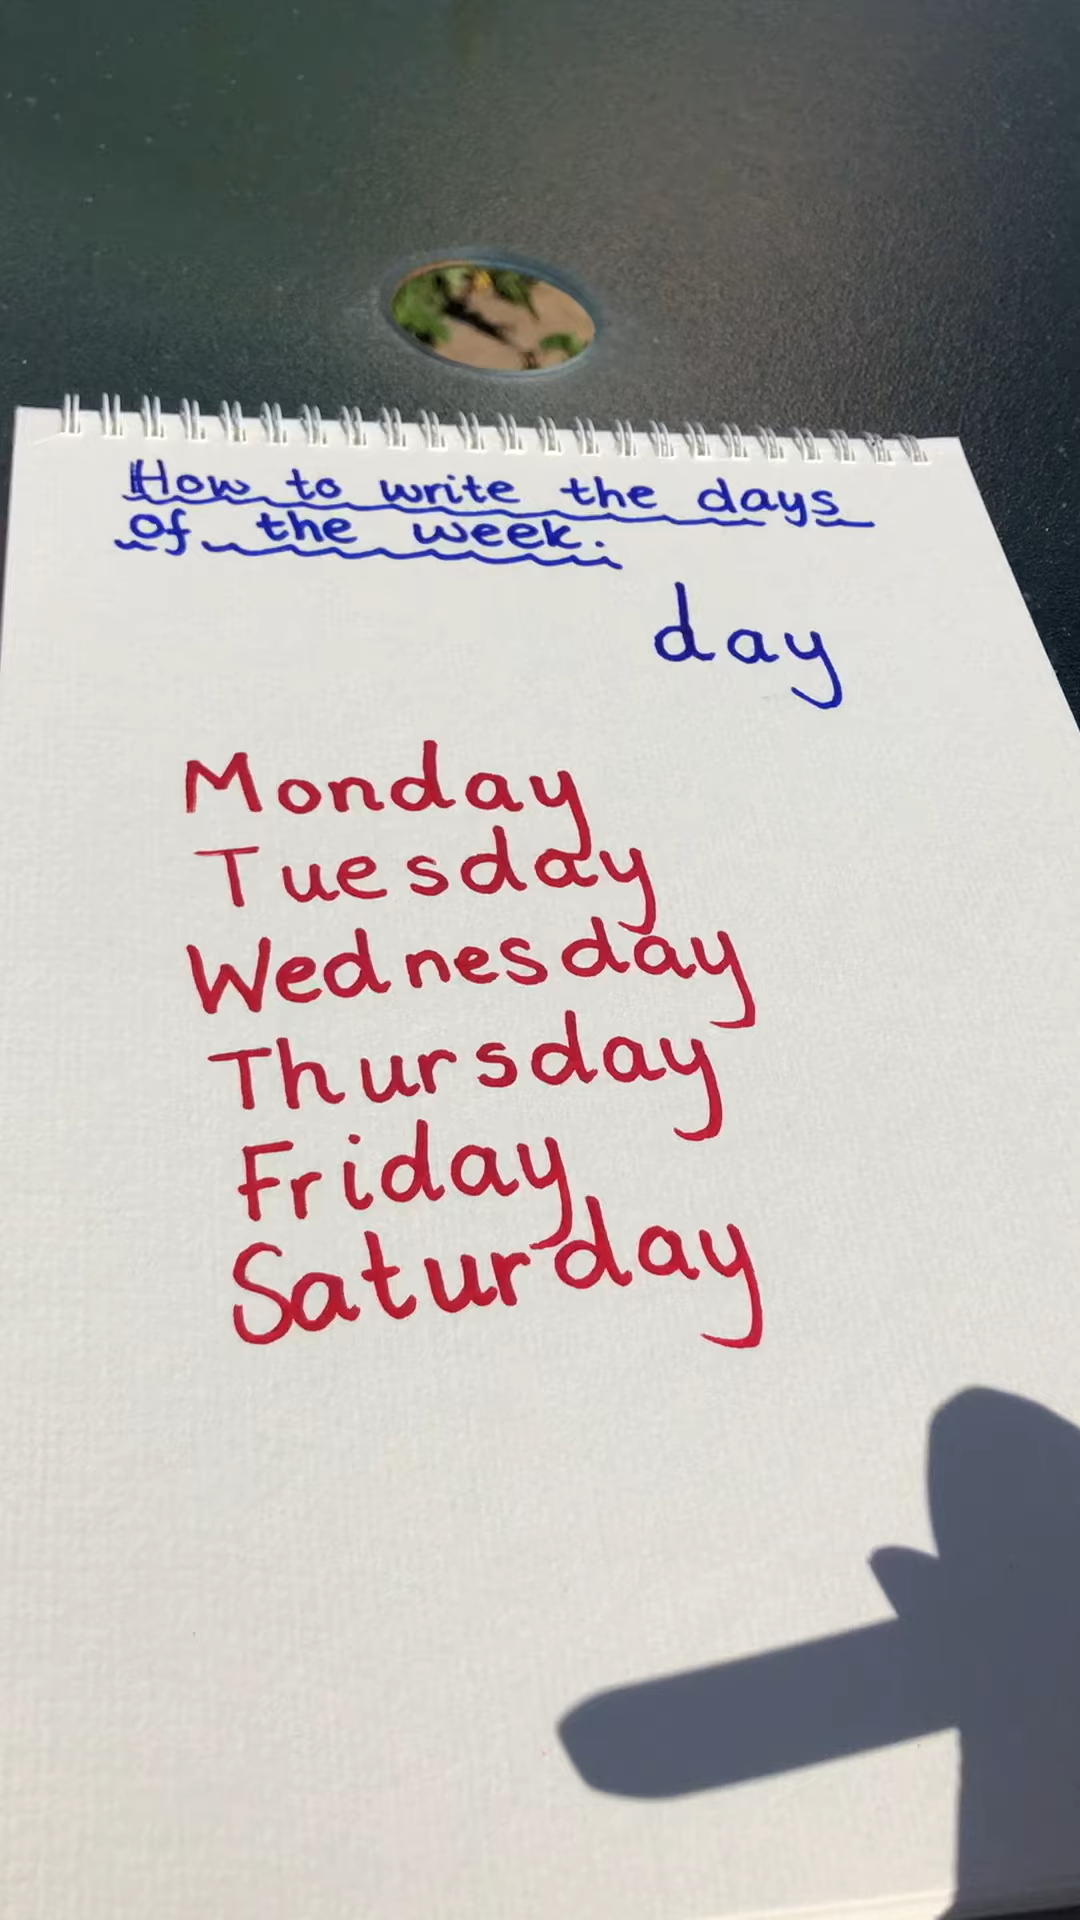 How to write the days
of the week.
day
Monday
Tuesday
Wednesday
Thursday
Friday
Saturday